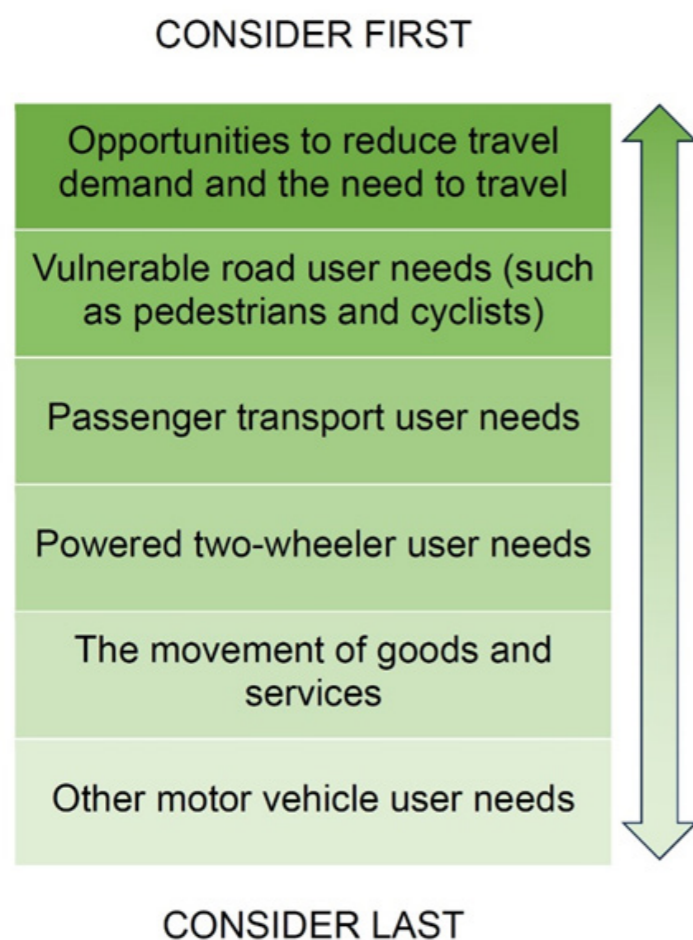 CONSIDER FIRST
Opportunities to reduce travel
demand and the need to travel
Vulnerable road user needs (such
as pedestrians and cyclists)
Passenger transport user needs
Powered two-wheeler user needs
The movement of goods and
services
Other motor vehicle user needs
CONSIDER LAST